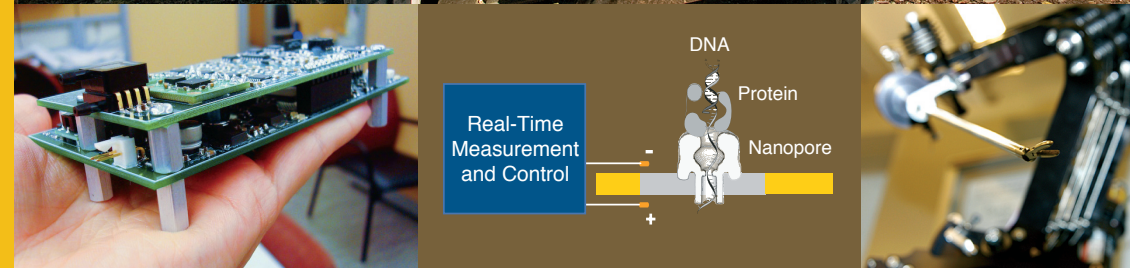 DNA
Protein
Real-Time
Measurement
and Control
-
Nanopore
+